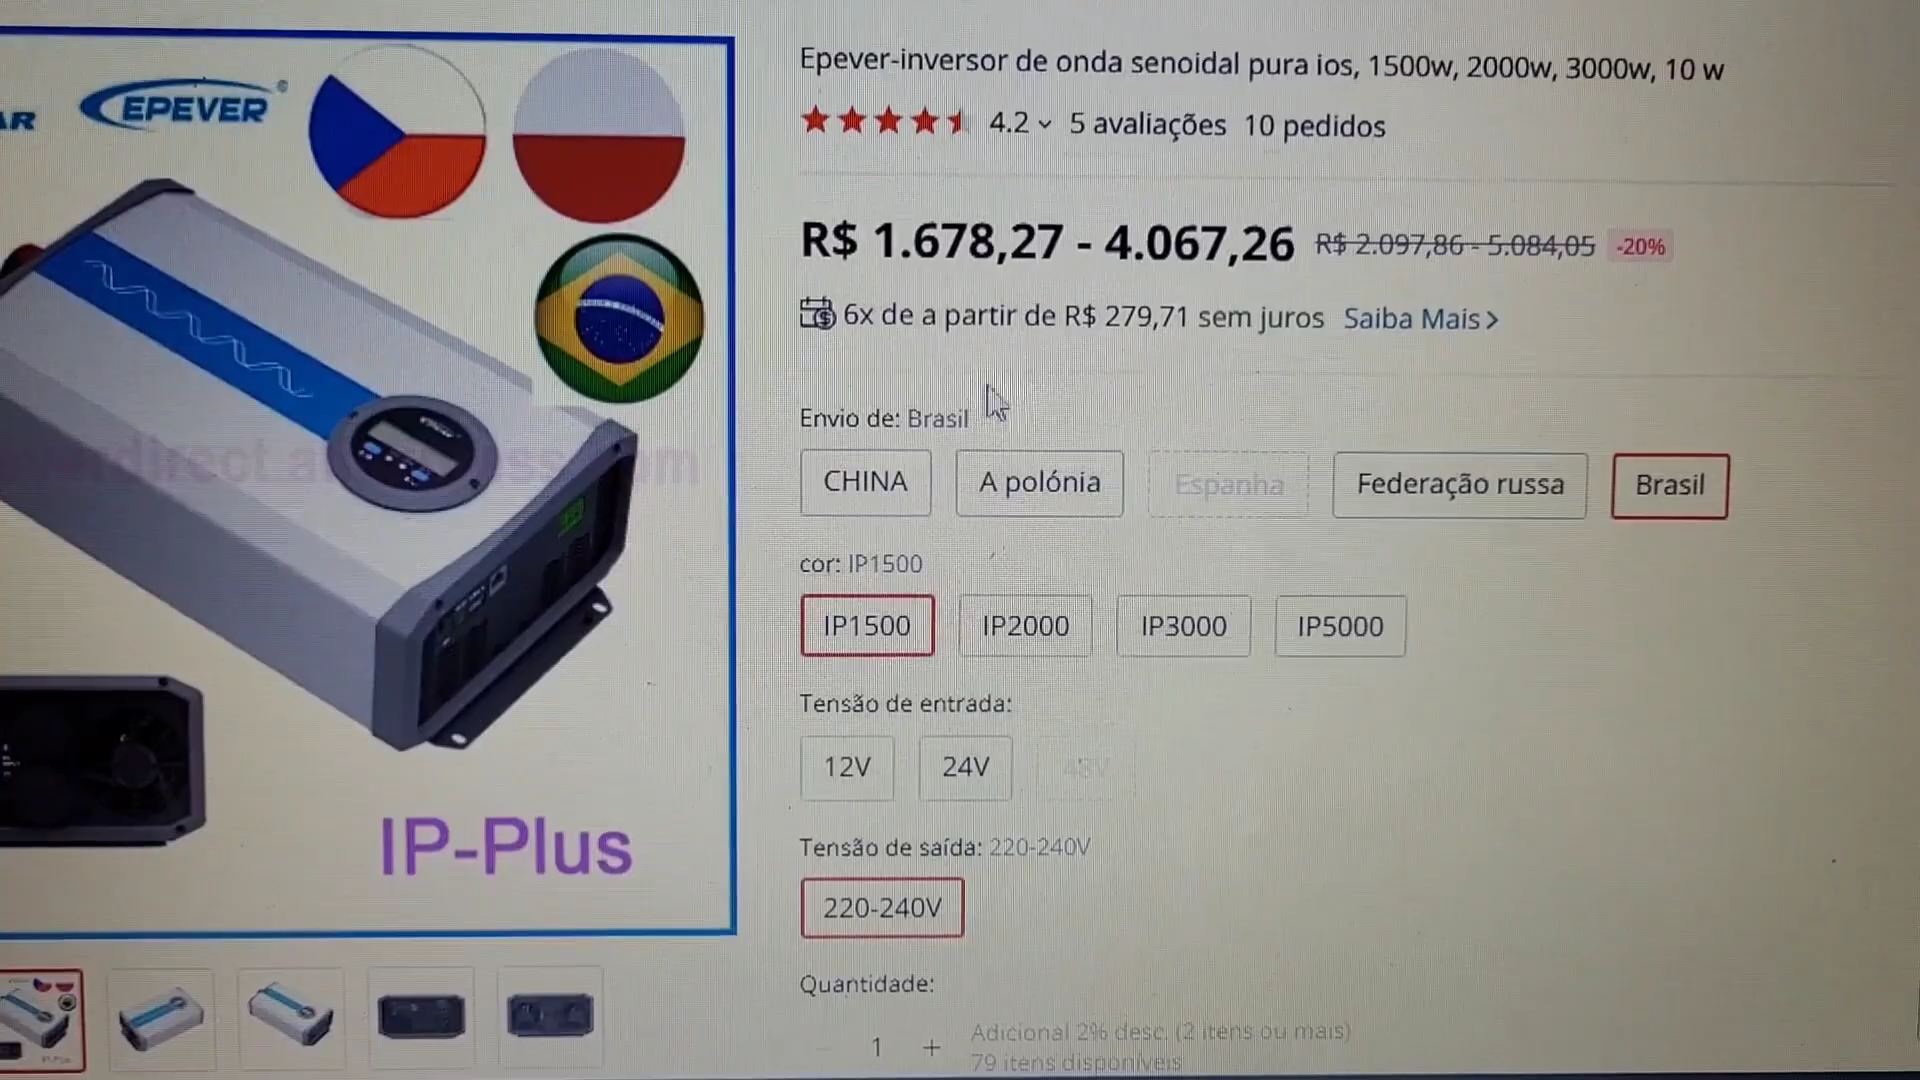 AR
EPEVER®
IP-Plus
Epever-inversor de onda senoidal pura ios, 1500w, 2000w, 3000w, 10 w
4.2 5 avaliações 10 pedidos
R$ 1.678,27 - 4.067,26 R$ 2.097,86 - 5.084,05 -20%
6x de a partir de R$ 279,71 sem juros Saiba Mais
Envio de: Brasil
CHINA A polónia Espanha Federação russa Brasil
cor: IP1500
IP1500 IP2000 IP3000 IP5000
Tensão de entrada:
12V 24V 48V
Tensão de saída: 220-240V
220-240V
Quantidade:
1 + Adicional 2% desc. (2 itens ou mais)
79 itens disponíveis